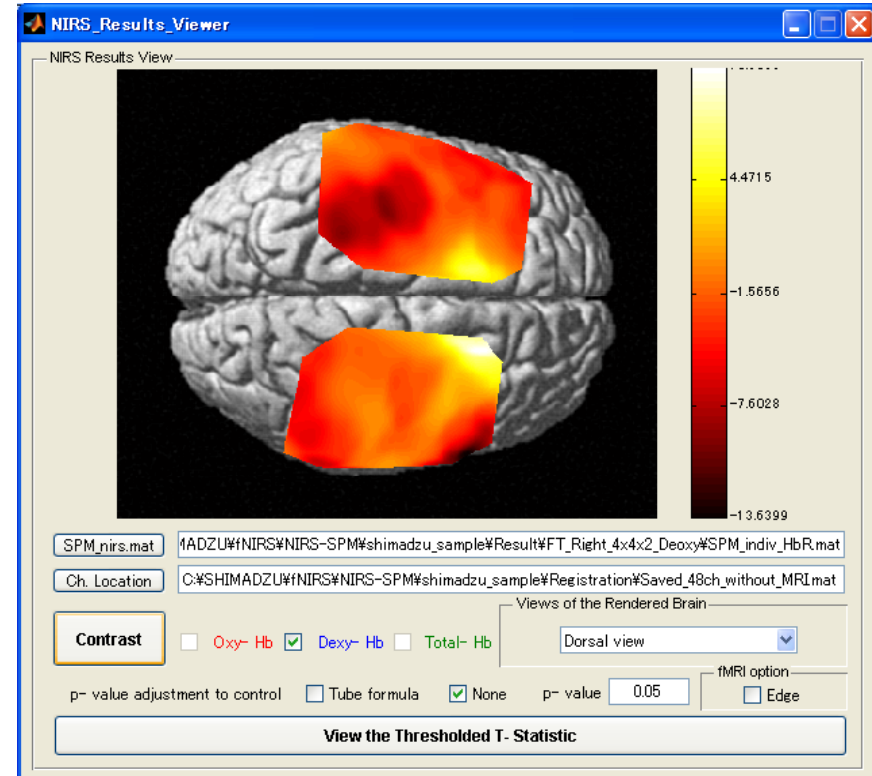 NIRS_Results_Viewer
NIRS Results View
4.4715
-1.5656
-7.6028
-13.6399
SPM_nirs.mat
MADZU¥fNIRS¥NIRS-SPM¥shimadzu_sample¥Result¥FT_Right_4x4x2_Deoxy¥SPM_indiv_HbR.mat
Ch. Location
C:¥SHIMADZU¥fNIRS¥NIRS-SPM¥shimadzu_sample¥Registration¥Saved_48ch_without_MRI.mat
Views of the Rendered Brain
Contrast
Oxy- Hb
Dexy- Hb
Total- Hb
Dorsal view
fMRI option
p- value adjustment to control
Tube formula
None
p- value
0.05
Edge
View the Thresholded T- Statistic